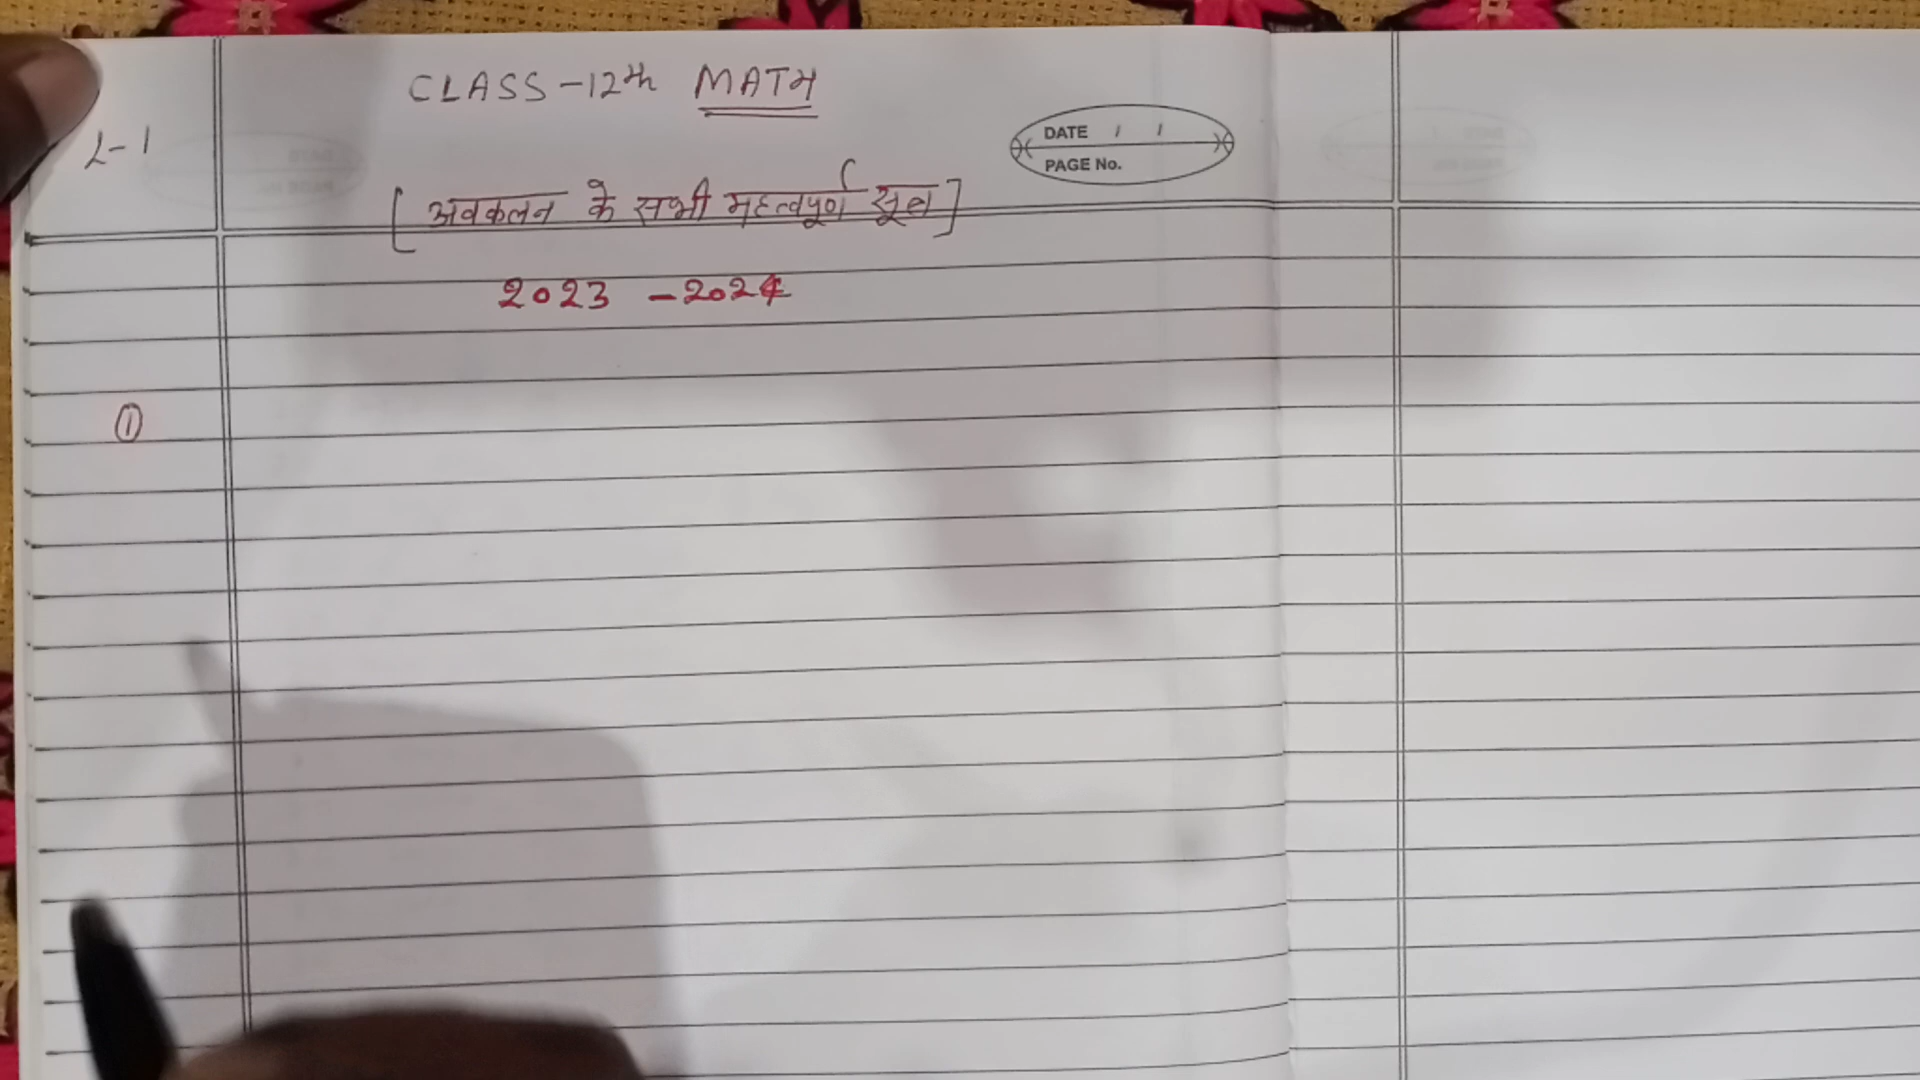 CLASS-12th MATH
L-1
DATE / /
PAGE No.
[अवकलन के सभी महत्वपूर्ण सूत्र]
2023 -2024
①